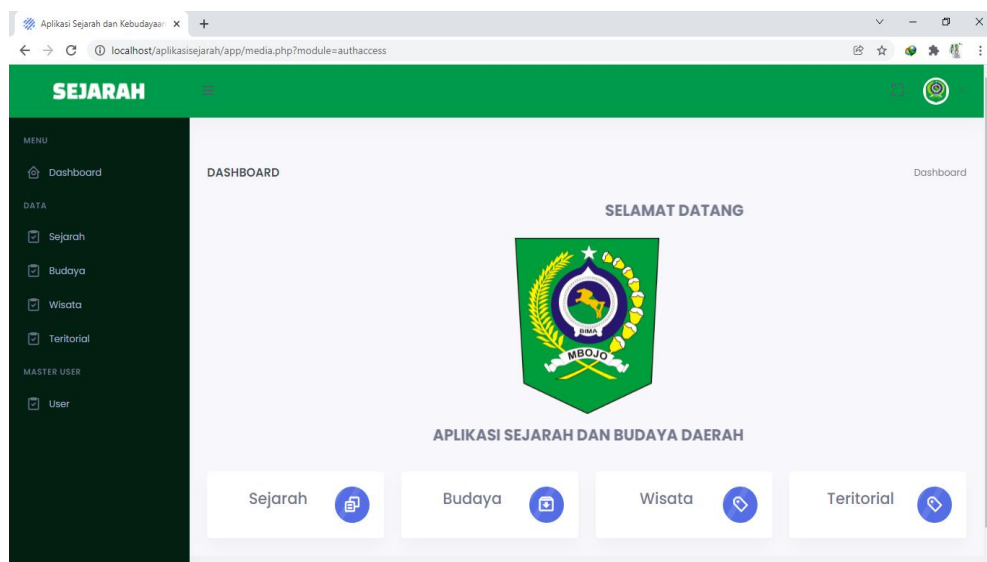 Aplikasi Sejarah dan Kebudayaan
localhost/aplikasisejarah/app/media.php?module=authaccess
SEJARAH
MENU
Dashboard
DATA
Sejarah
Budaya
Wisata
Teritorial
MASTER USER
User
DASHBOARD
Dashboard
SELAMAT DATANG
BIMA
MBOJO
APLIKASI SEJARAH DAN BUDAYA DAERAH
Sejarah
Budaya
Wisata
Teritorial